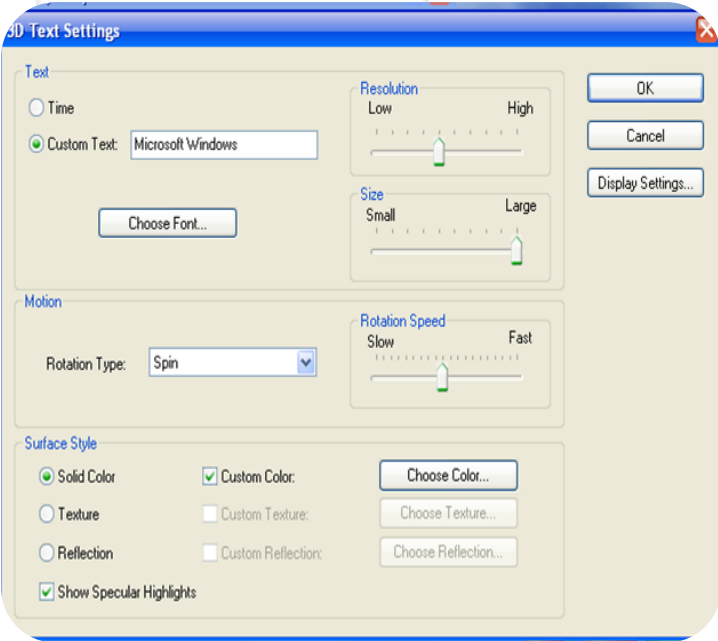 3D Text Settings
Text
Time
Custom Text: Microsoft Windows
Choose Font...
Resolution
Low High
Size
Small Large
OK
Cancel
Display Settings...
Motion
Rotation Type: Spin
Rotation Speed
Slow Fast
Surface Style
Solid Color Custom Color: Choose Color...
Texture Custom Texture: Choose Texture...
Reflection Custom Reflection: Choose Reflection...
Show Specular Highlights